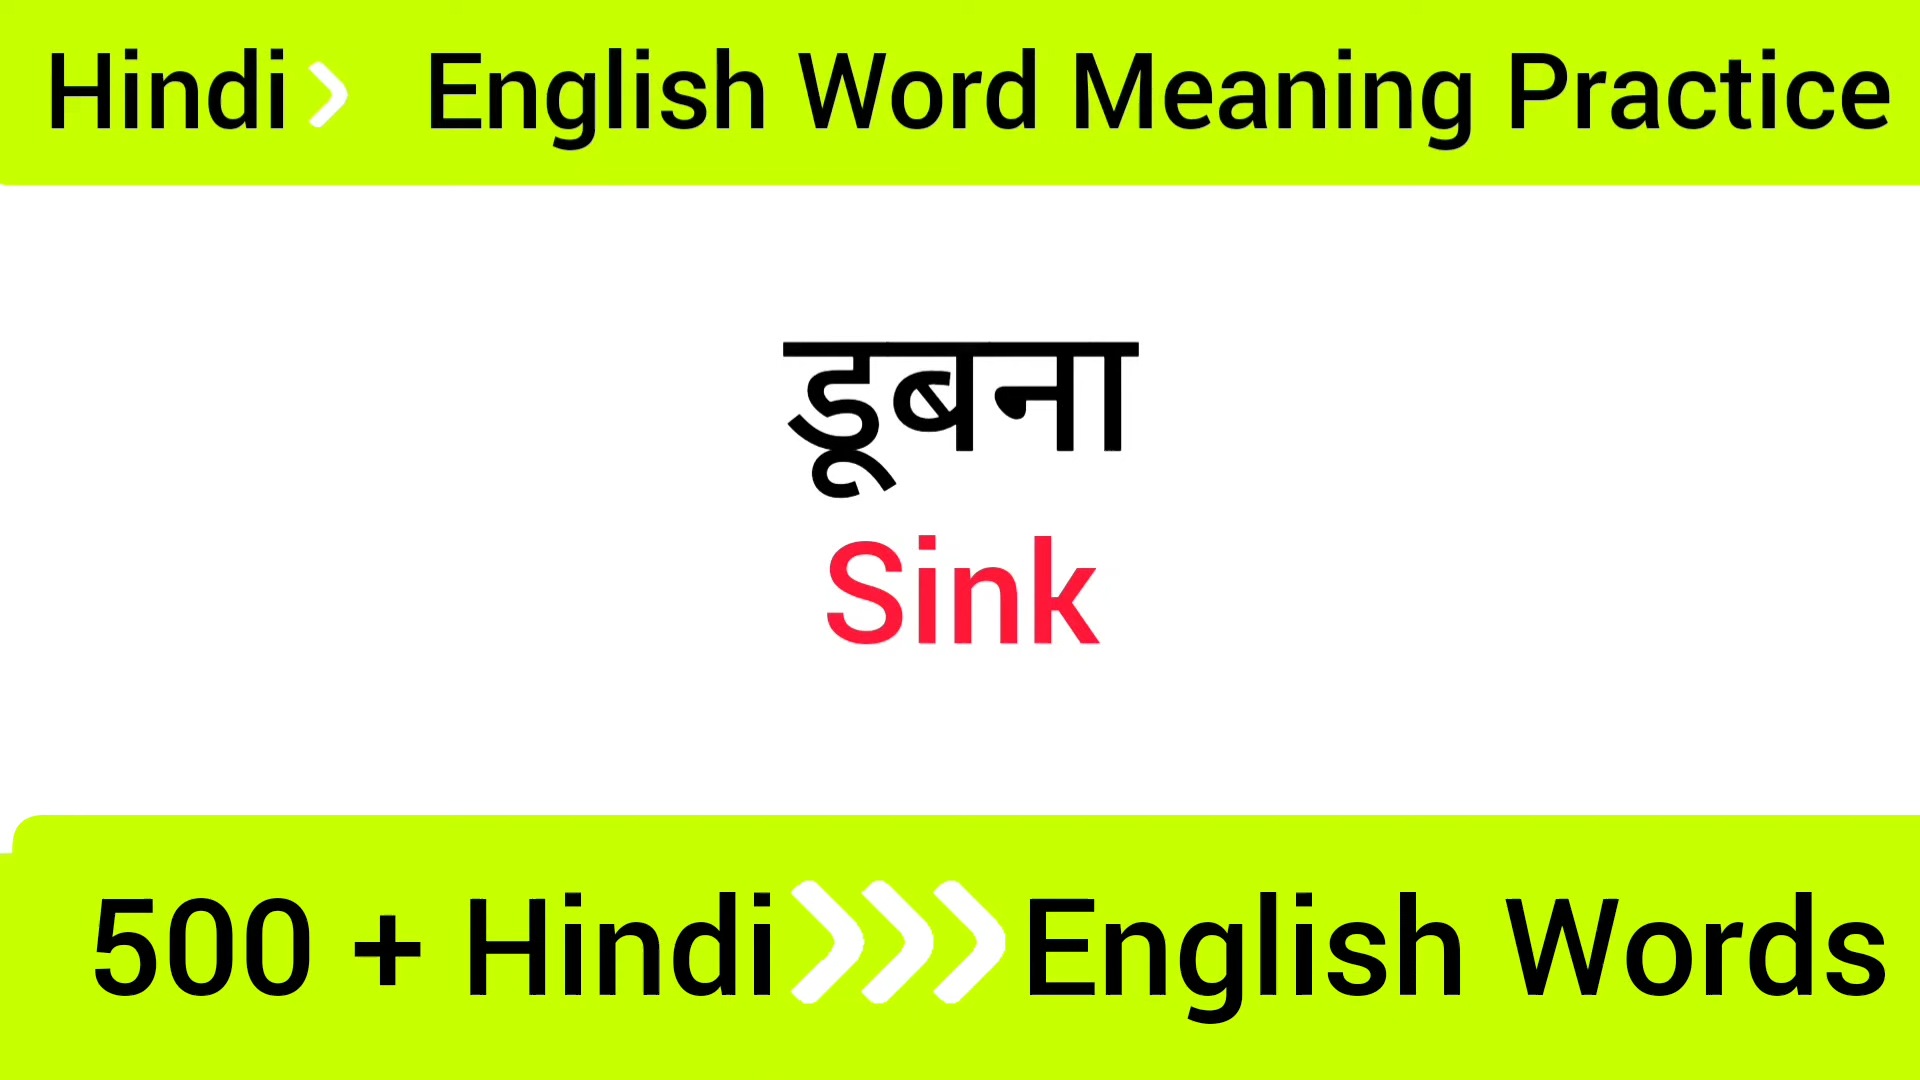 Hindi > English Word Meaning Practice
डूबना
Sink
500 + Hindi >>> English Words